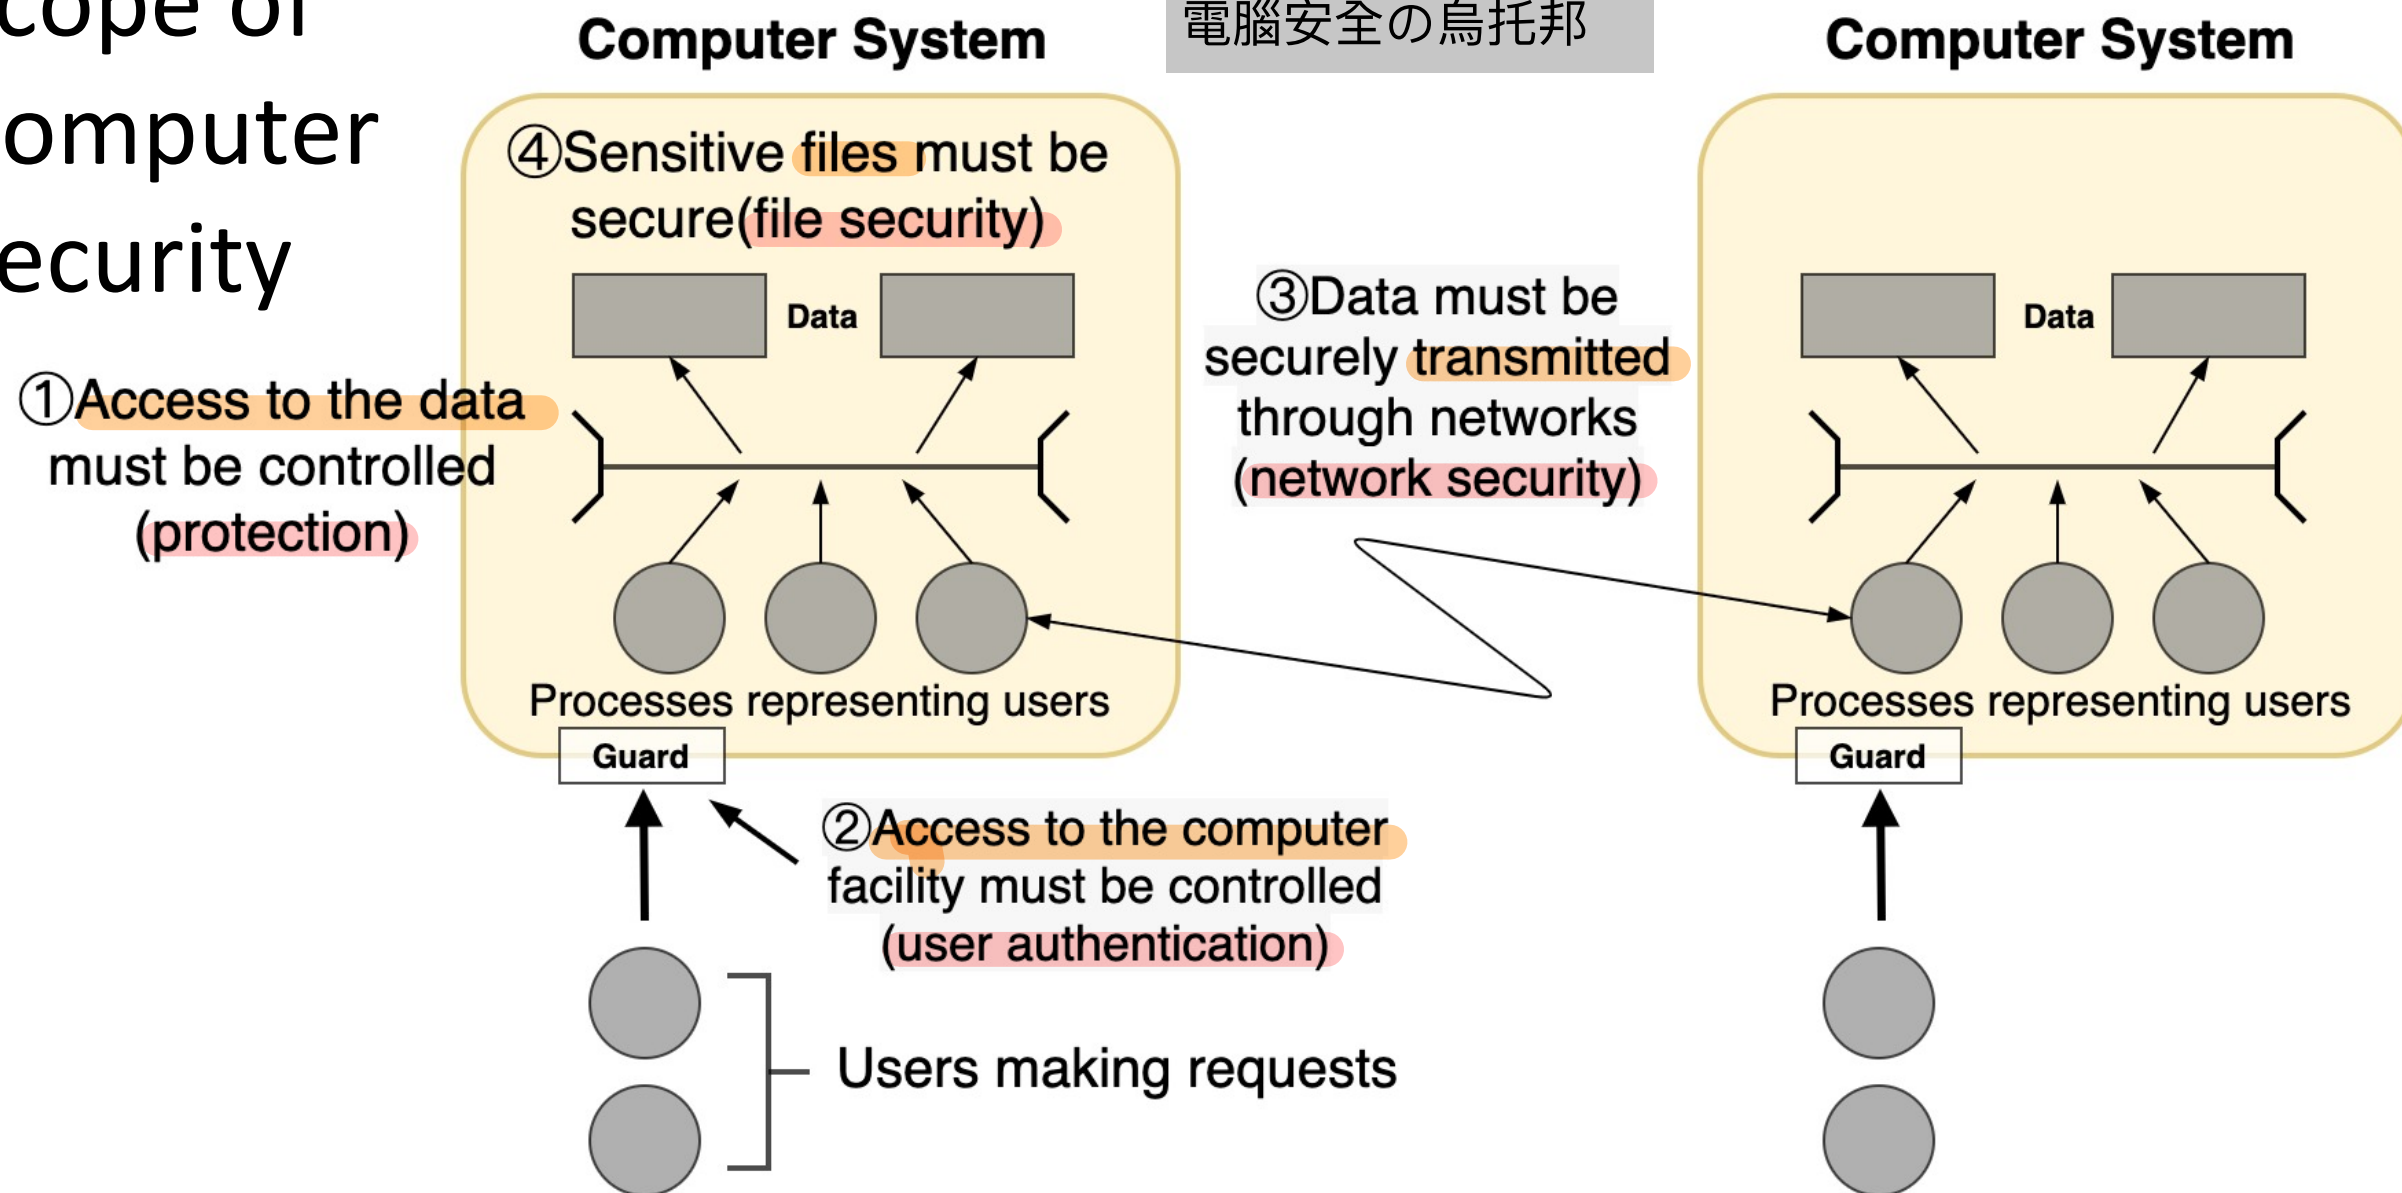 cope of
omputer
ecurity
Computer System
電腦安全の烏托邦
Computer System
④Sensitive files must be
secure(file security)
Data
①Access to the data
must be controlled
(protection)
③Data must be
securely transmitted
through networks
(network security)
Data
Processes representing users
Guard
Processes representing users
Guard
②Access to the computer
facility must be controlled
(user authentication)
Users making requests